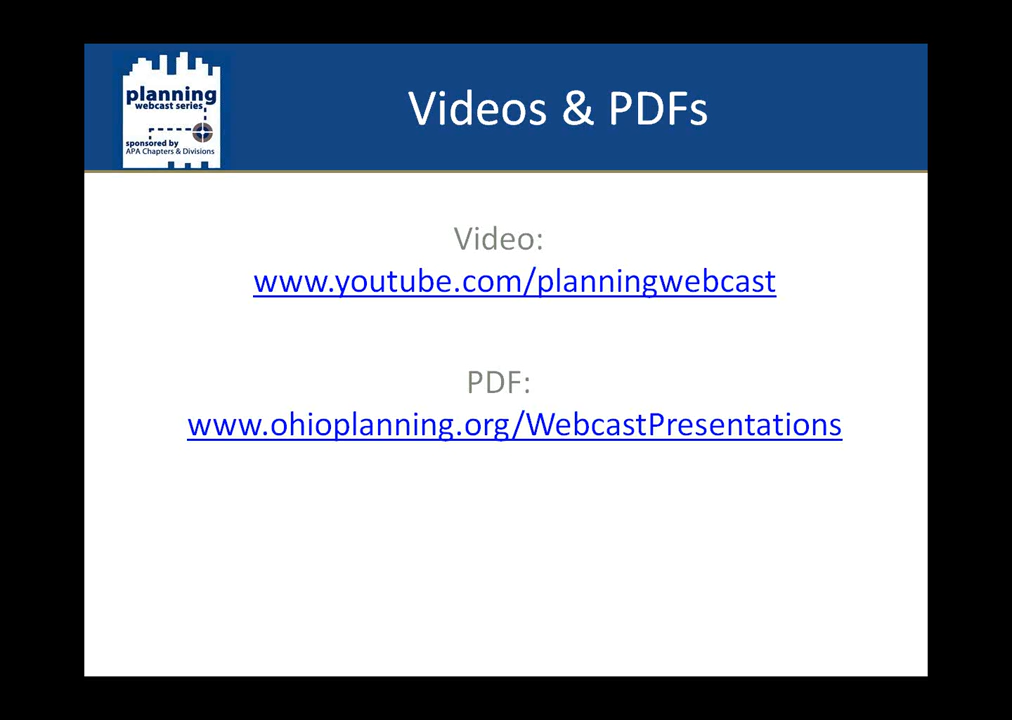 planning
webcast series
sponsored by
APA Chapters & Divisions
Videos & PDFs
Video:
www.youtube.com/planningwebcast
PDF:
www.ohioplanning.org/WebcastPresentations